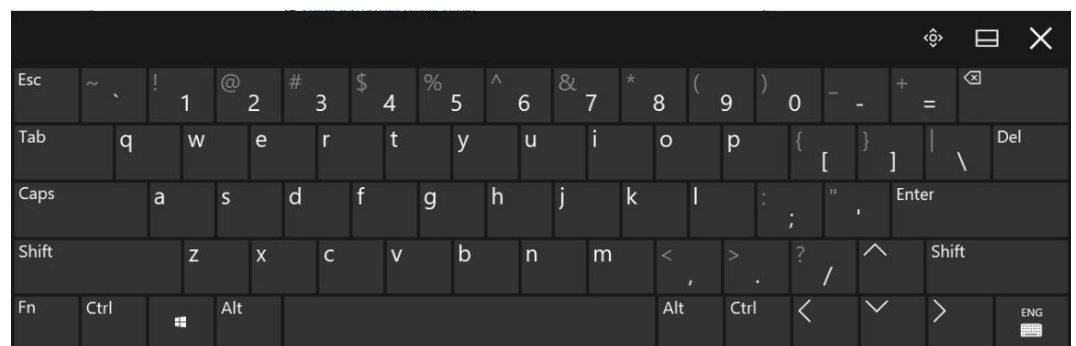 Esc ~ ` ! 1 @ 2 # 3 $ 4 % 5 ^ 6 & 7 * 8 ( 9 ) 0 _ - + =
Tab q w e r t y u i o p { [ } ] | \ Del
Caps a s d f g h j k l : ; " ' Enter
Shift z x c v b n m < , > . ? / Shift
Fn Ctrl Alt Alt Ctrl ENG